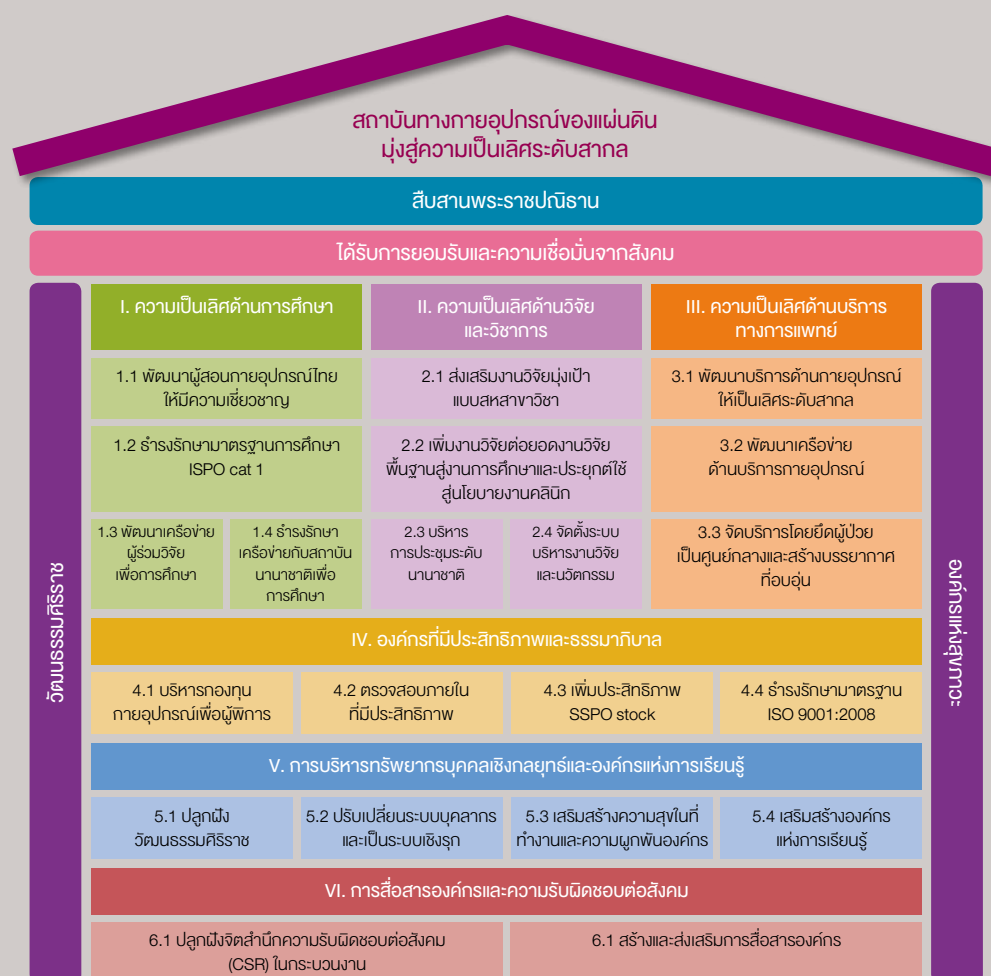 สถาบันทางกายอุปกรณ์ของแผ่นดิน
มุ่งสู่ความเป็นเลิศระดับสากล
สืบสานพระราชปณิธาน
ได้รับการยอมรับและความเชื่อมั่นจากสังคม
วัฒนธรรมศิริราช
I. ความเป็นเลิศด้านการศึกษา
II. ความเป็นเลิศด้านวิจัย
และวิชาการ
III. ความเป็นเลิศด้านบริการ
ทางการแพทย์
1.1 พัฒนาผู้สอนกายอุปกรณ์ไทย
ให้มีความเชี่ยวชาญ
2.1 ส่งเสริมงานวิจัยมุ่งเป้า
แบบสหสาขาวิชา
3.1 พัฒนาบริการด้านกายอุปกรณ์
ให้เป็นเลิศระดับสากล
1.2 ธำรงรักษามาตรฐานการศึกษา
ISPO cat 1
2.2 เพิ่มงานวิจัยต่อยอดงานวิจัย
พื้นฐานสู่งานการศึกษาและประยุกต์ใช้
สู่นโยบายงานคลินิก
3.2 พัฒนาเครือข่าย
ด้านบริการกายอุปกรณ์
1.3 พัฒนาเครือข่าย
ผู้ร่วมวิจัย
เพื่อการศึกษา
1.4 ธำรงรักษา
เครือข่ายกับสถาบัน
นานาชาติเพื่อ
การศึกษา
2.3 บริหาร
การประชุมระดับ
นานาชาติ
2.4 จัดตั้งระบบ
บริหารงานวิจัย
และนวัตกรรม
3.3 จัดบริการโดยยึดผู้ป่วย
เป็นศูนย์กลางและสร้างบรรยากาศ
ที่อบอุ่น
องค์กรแห่งสุขภาวะ
IV. องค์กรที่มีประสิทธิภาพและธรรมาภิบาล
4.1 บริหารกองทุน
กายอุปกรณ์เพื่อผู้พิการ
4.2 ตรวจสอบภายใน
ที่มีประสิทธิภาพ
4.3 เพิ่มประสิทธิภาพ
SSPO stock
4.4 ธำรงรักษามาตรฐาน
ISO 9001:2008
V. การบริหารทรัพยากรบุคคลเชิงกลยุทธ์และองค์กรแห่งการเรียนรู้
5.1 ปลูกฝัง
วัฒนธรรมศิริราช
5.2 ปรับเปลี่ยนระบบบุคลากร
และเป็นระบบเชิงรุก
5.3 เสริมสร้างความสุขในที่
ทำงานและความผูกพันองค์กร
5.4 เสริมสร้างองค์กร
แห่งการเรียนรู้
VI. การสื่อสารองค์กรและความรับผิดชอบต่อสังคม
6.1 ปลูกฝังจิตสำนึกความรับผิดชอบต่อสังคม
(CSR) ในกระบวนงาน
6.1 สร้างและส่งเสริมการสื่อสารองค์กร